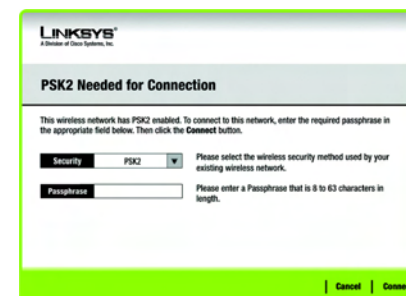 LINKSYS®
A Division of Cisco Systems, Inc.
PSK2 Needed for Connection
This wireless network has PSK2 enabled. To connect to this network, enter the required passphrase in
the appropriate field below. Then click the Connect button.
Security PSK2 Please select the wireless security method used by your
existing wireless network.
Passphrase Please enter a Passphrase that is 8 to 63 characters in
length.
Cancel Conne